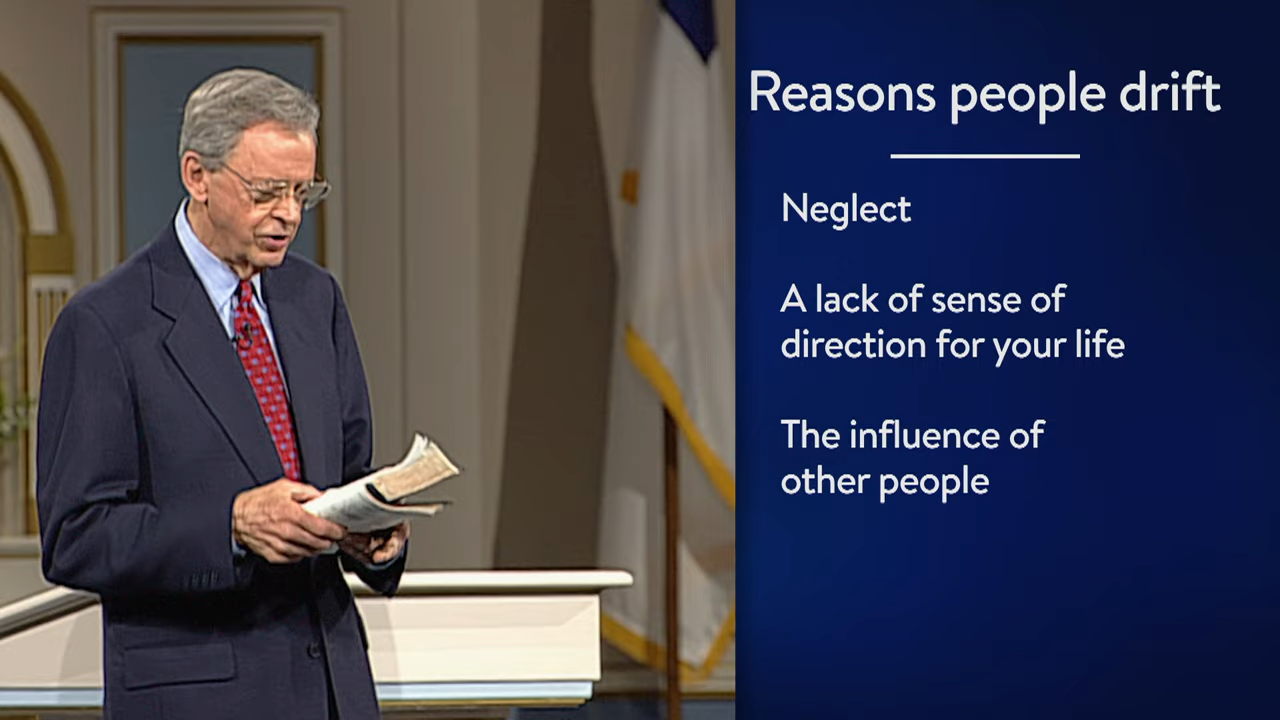 Reasons people drift
Neglect
A lack of sense of
direction for your life
The influence of
other people